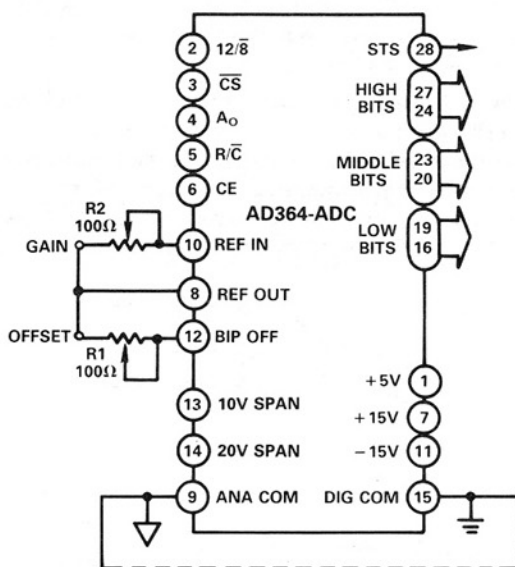 2 12/8̅
3 C̅S̅
4 A₀
5 R/C̅
6 CE
R2
100Ω
GAIN
10 REF IN
8 REF OUT
OFFSET
12 BIP OFF
R1
100Ω
13 10V SPAN
14 20V SPAN
9 ANA COM
AD364-ADC
STS 28
HIGH
BITS
27
24
MIDDLE
BITS
23
20
LOW
BITS
19
16
+5V 1
+15V 7
−15V 11
DIG COM 15